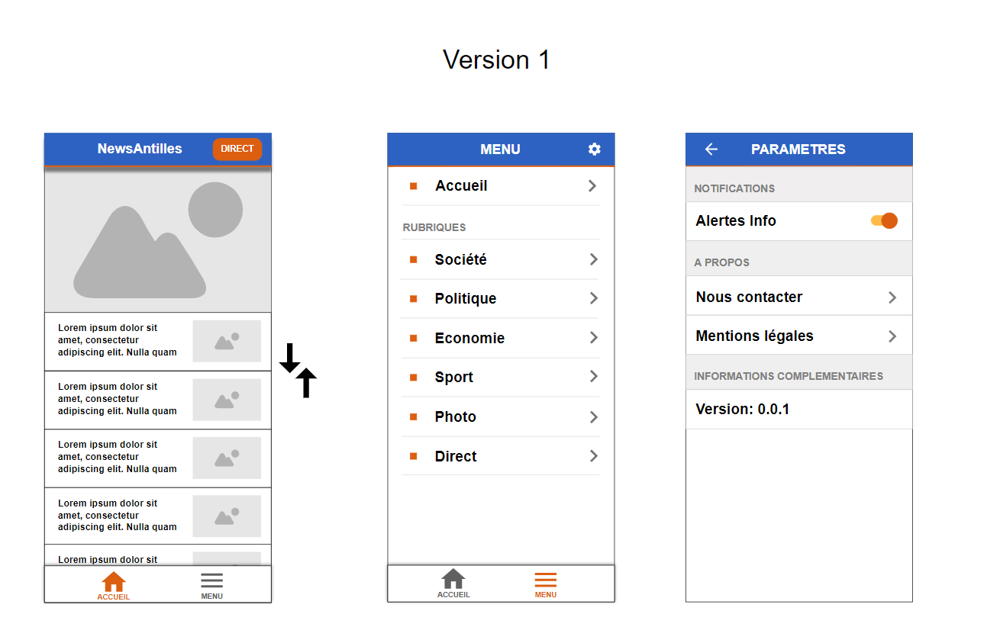 Version 1
NewsAntilles
DIRECT
Lorem ipsum dolor sit
amet, consectetur
adipiscing elit. Nulla quam
Lorem ipsum dolor sit
amet, consectetur
adipiscing elit. Nulla quam
Lorem ipsum dolor sit
amet, consectetur
adipiscing elit. Nulla quam
Lorem ipsum dolor sit
amet, consectetur
adipiscing elit. Nulla quam
Lorem ipsum dolor sit
ACCUEIL
MENU
MENU
Accueil
RUBRIQUES
Société
Politique
Economie
Sport
Photo
Direct
ACCUEIL
MENU
PARAMETRES
NOTIFICATIONS
Alertes Info
A PROPOS
Nous contacter
Mentions légales
INFORMATIONS COMPLEMENTAIRES
Version: 0.0.1